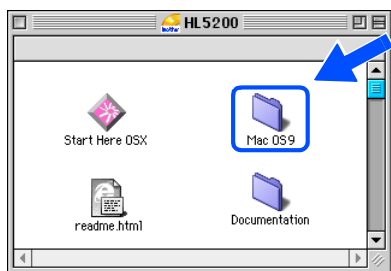 HL5200
Start Here OSX
Mac OS9
readme.html
Documentation